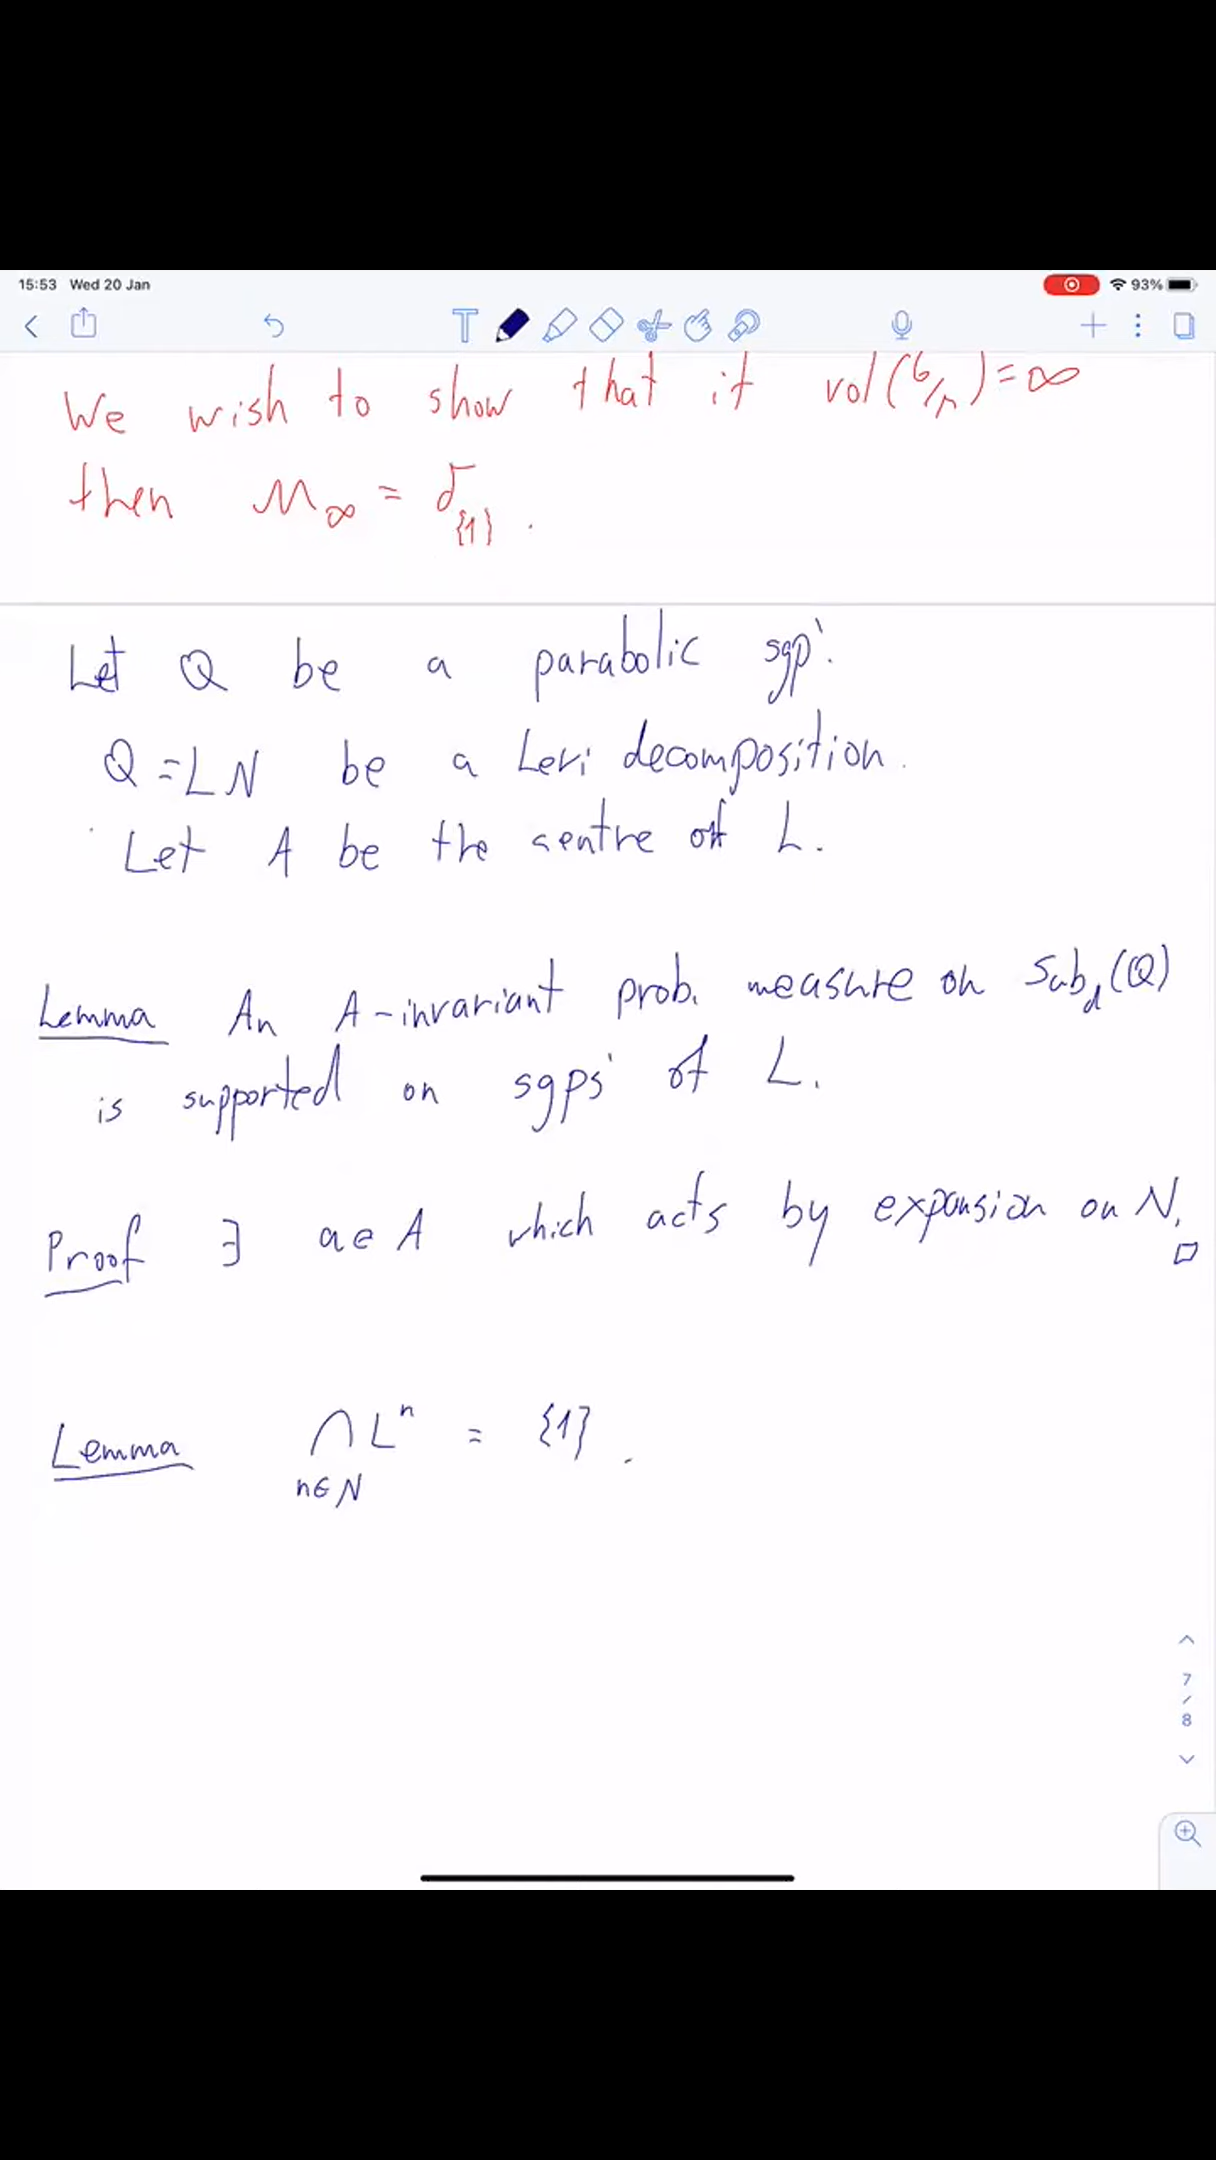 15:53 Wed 20 Jan
93%
We wish to show that if vol(G/Γ)=∞
then μ∞ = δ{1} .
Let Q be a parabolic sgp'.
Q = LN be a Levi decomposition.
Let A be the centre of L.
Lemma An A-invariant prob. measure on Sub_d(Q)
is supported on sgps' of L.
Proof ∃ a∈A which acts by expansion on N. □
Lemma ∩ Lⁿ = {1} .
n∈N
7
/
8